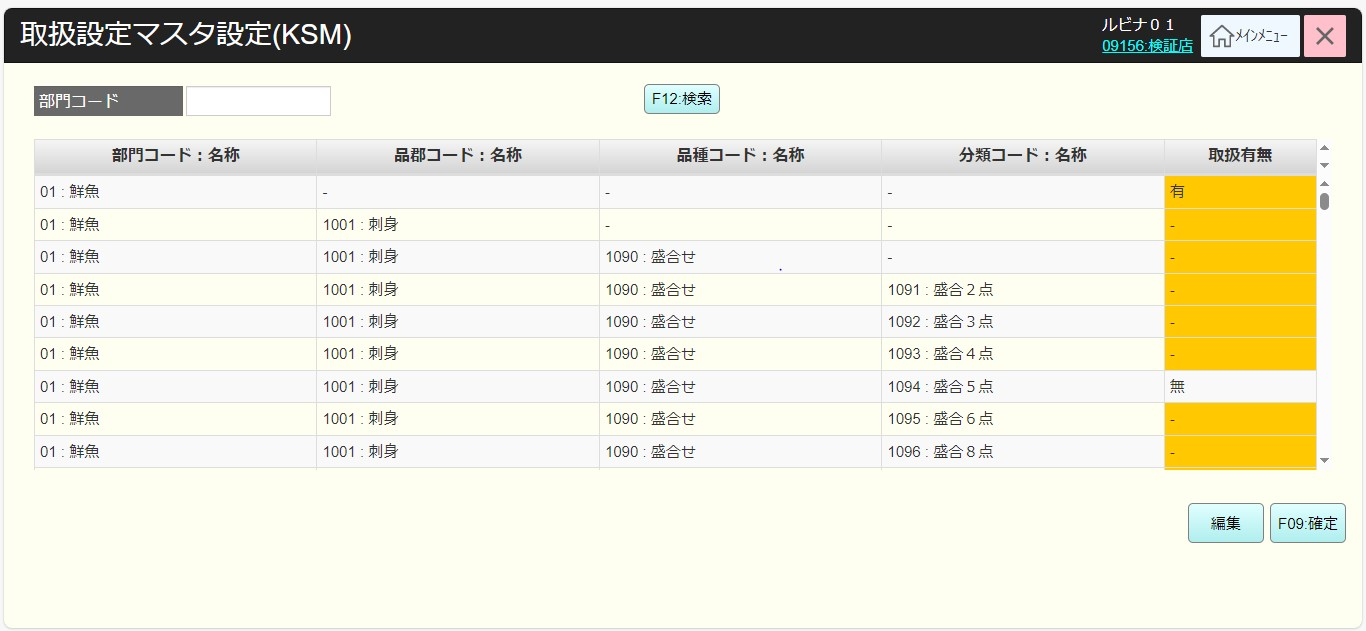 取扱設定マスタ設定(KSM)
ルビナ０１
09156:検証店
ﾒｲﾝﾒﾆｭｰ
部門コード
F12:検索
部門コード：名称 品郡コード：名称 品種コード：名称 分類コード：名称 取扱有無
01 : 鮮魚 - - - 有
01 : 鮮魚 1001 : 刺身 - - -
01 : 鮮魚 1001 : 刺身 1090 : 盛合せ - -
01 : 鮮魚 1001 : 刺身 1090 : 盛合せ 1091 : 盛合２点 -
01 : 鮮魚 1001 : 刺身 1090 : 盛合せ 1092 : 盛合３点 -
01 : 鮮魚 1001 : 刺身 1090 : 盛合せ 1093 : 盛合４点 -
01 : 鮮魚 1001 : 刺身 1090 : 盛合せ 1094 : 盛合５点 無
01 : 鮮魚 1001 : 刺身 1090 : 盛合せ 1095 : 盛合６点 -
01 : 鮮魚 1001 : 刺身 1090 : 盛合せ 1096 : 盛合８点 -
編集
F09:確定